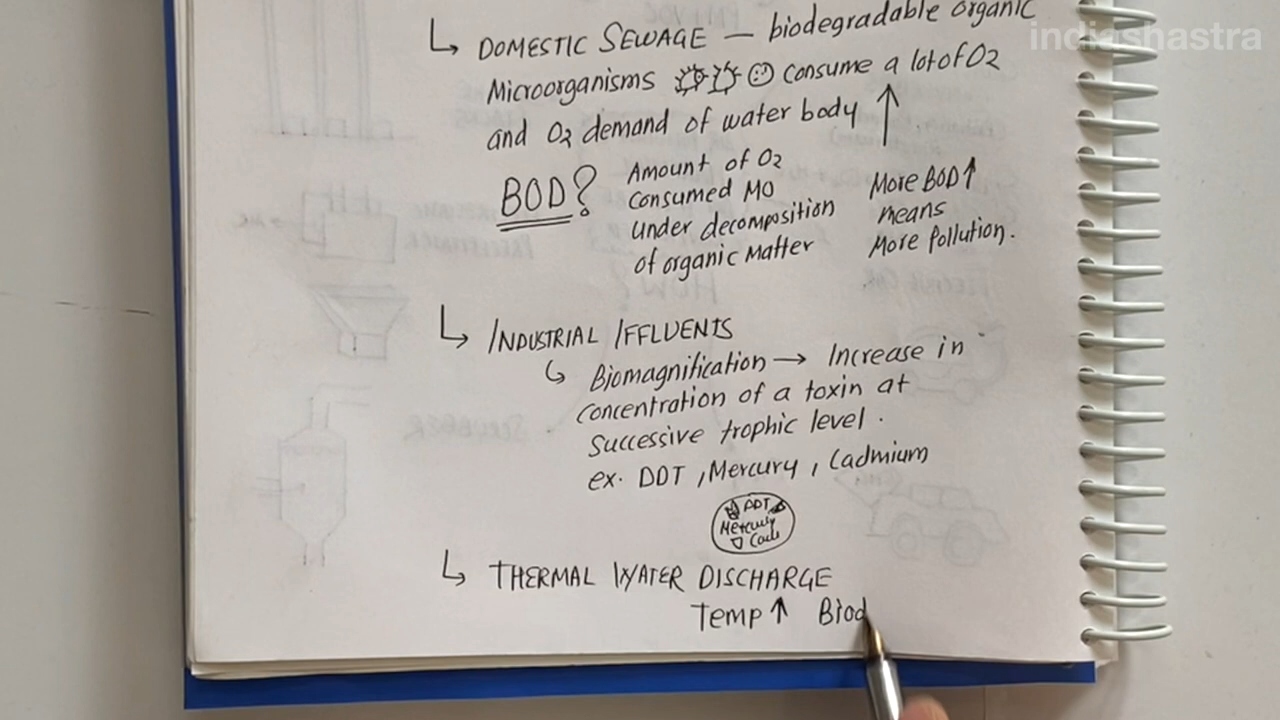 indiashastra
↳ DOMESTIC SEWAGE — biodegradable organic
Microorganisms consume a lot of O2
and O2 demand of water body ↑
BOD? Amount of O2
consumed MO
under decomposition
of organic Matter
More BOD↑
means
More Pollution.
↳ INDUSTRIAL IFFLUENTS
↳ Biomagnification → Increase in
concentration of a toxin at
Successive trophic level.
ex. DDT, Mercury, Cadmium
DDT
Mercury
↳ THERMAL WATER DISCHARGE
Temp ↑ Biod